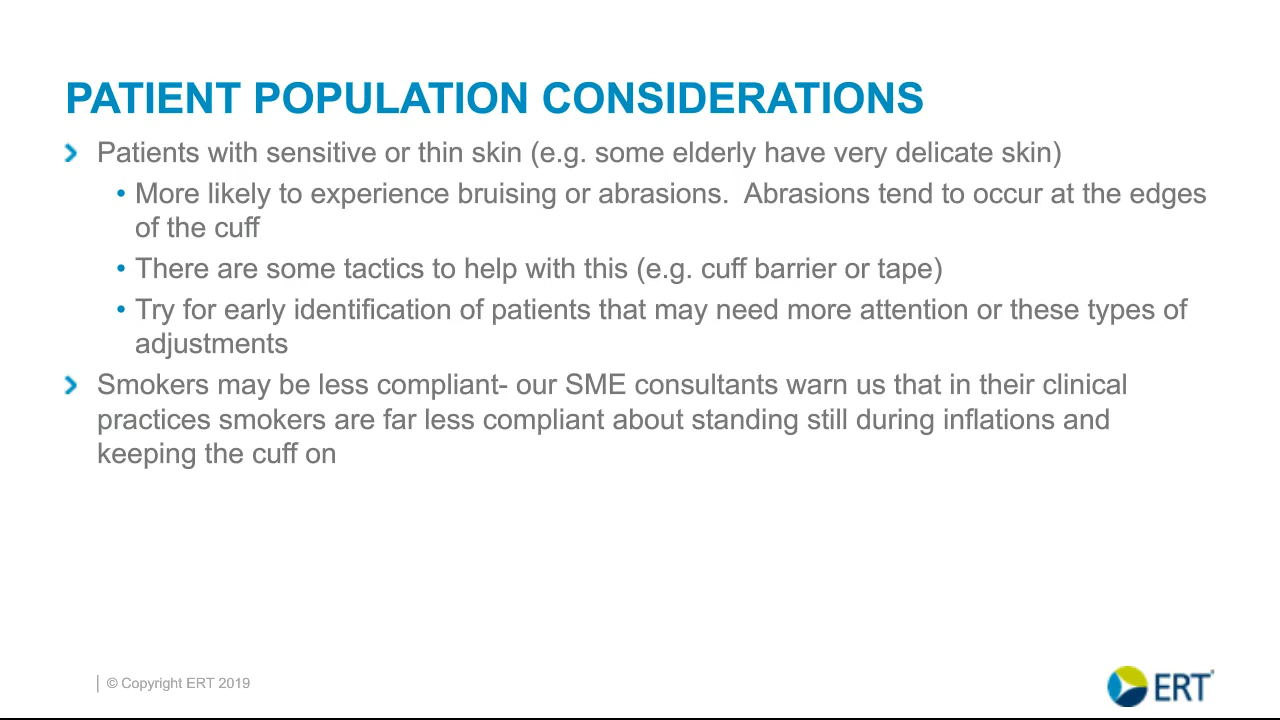 PATIENT POPULATION CONSIDERATIONS
Patients with sensitive or thin skin (e.g. some elderly have very delicate skin)
• More likely to experience bruising or abrasions.  Abrasions tend to occur at the edges
of the cuff
• There are some tactics to help with this (e.g. cuff barrier or tape)
• Try for early identification of patients that may need more attention or these types of
adjustments
Smokers may be less compliant- our SME consultants warn us that in their clinical
practices smokers are far less compliant about standing still during inflations and
keeping the cuff on
© Copyright ERT 2019
ERT